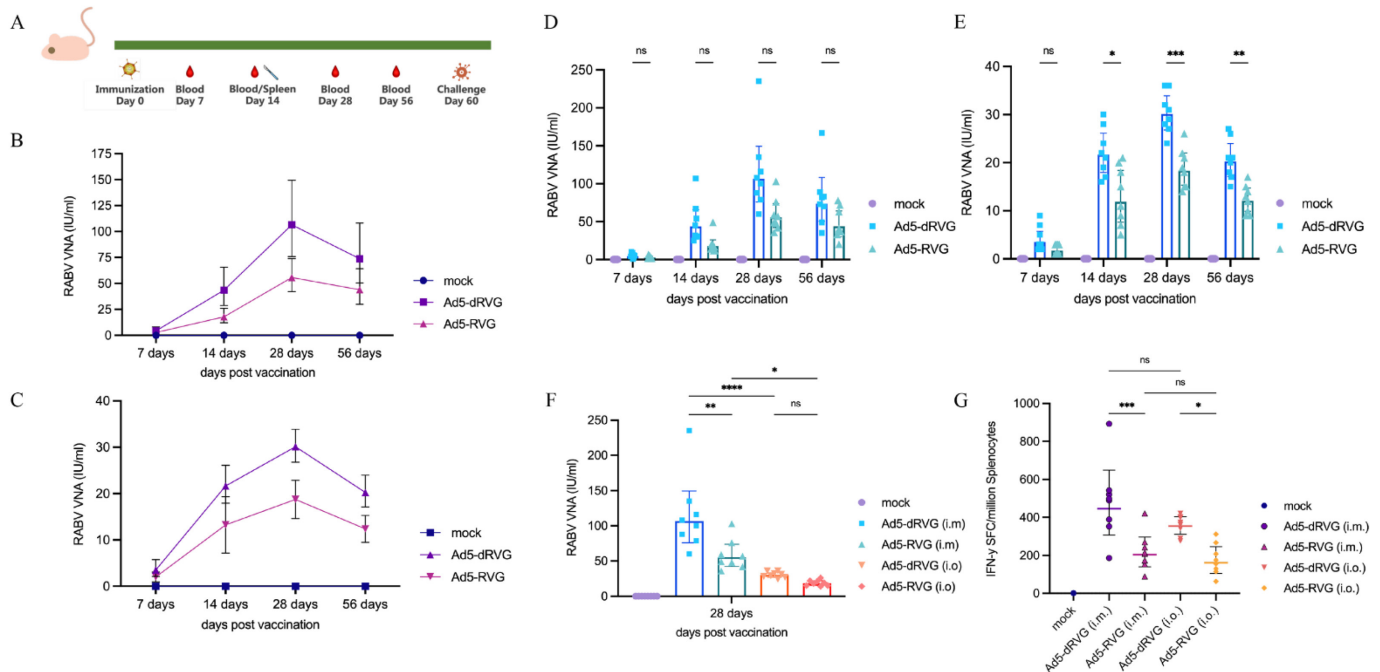 A
Immunization
Day 0
Blood
Day 7
Blood/Spleen
Day 14
Blood
Day 28
Blood
Day 56
Challenge
Day 60
B
RABV VNA (IU/ml)
175
150
125
100
75
50
25
0
7 days
14 days
28 days
56 days
days post vaccination
mock
Ad5-dRVG
Ad5-RVG
C
RABV VNA (IU/ml)
40
30
20
10
0
7 days
14 days
28 days
56 days
days post vaccination
mock
Ad5-dRVG
Ad5-RVG
D
ns
ns
ns
ns
RABV VNA (IU/ml)
250
200
150
100
50
0
7 days
14 days
28 days
56 days
days post vaccination
mock
Ad5-dRVG
Ad5-RVG
E
ns
*
***
**
RABV VNA (IU/ml)
40
30
20
10
0
7 days
14 days
28 days
56 days
days post vaccination
mock
Ad5-dRVG
Ad5-RVG
F
*
****
**
ns
RABV VNA (IU/ml)
250
200
150
100
50
0
28 days
days post vaccination
mock
Ad5-dRVG (i.m)
Ad5-RVG (i.m)
Ad5-dRVG (i.o)
Ad5-RVG (i.o)
G
ns
ns
***
*
IFN-y SFC/million Splenocytes
1000
800
600
400
200
0
mock
Ad5-dRVG (i.m.)
Ad5-RVG (i.m.)
Ad5-dRVG (i.o.)
Ad5-RVG (i.o.)
mock
Ad5-dRVG (i.m.)
Ad5-RVG (i.m.)
Ad5-dRVG (i.o.)
Ad5-RVG (i.o.)